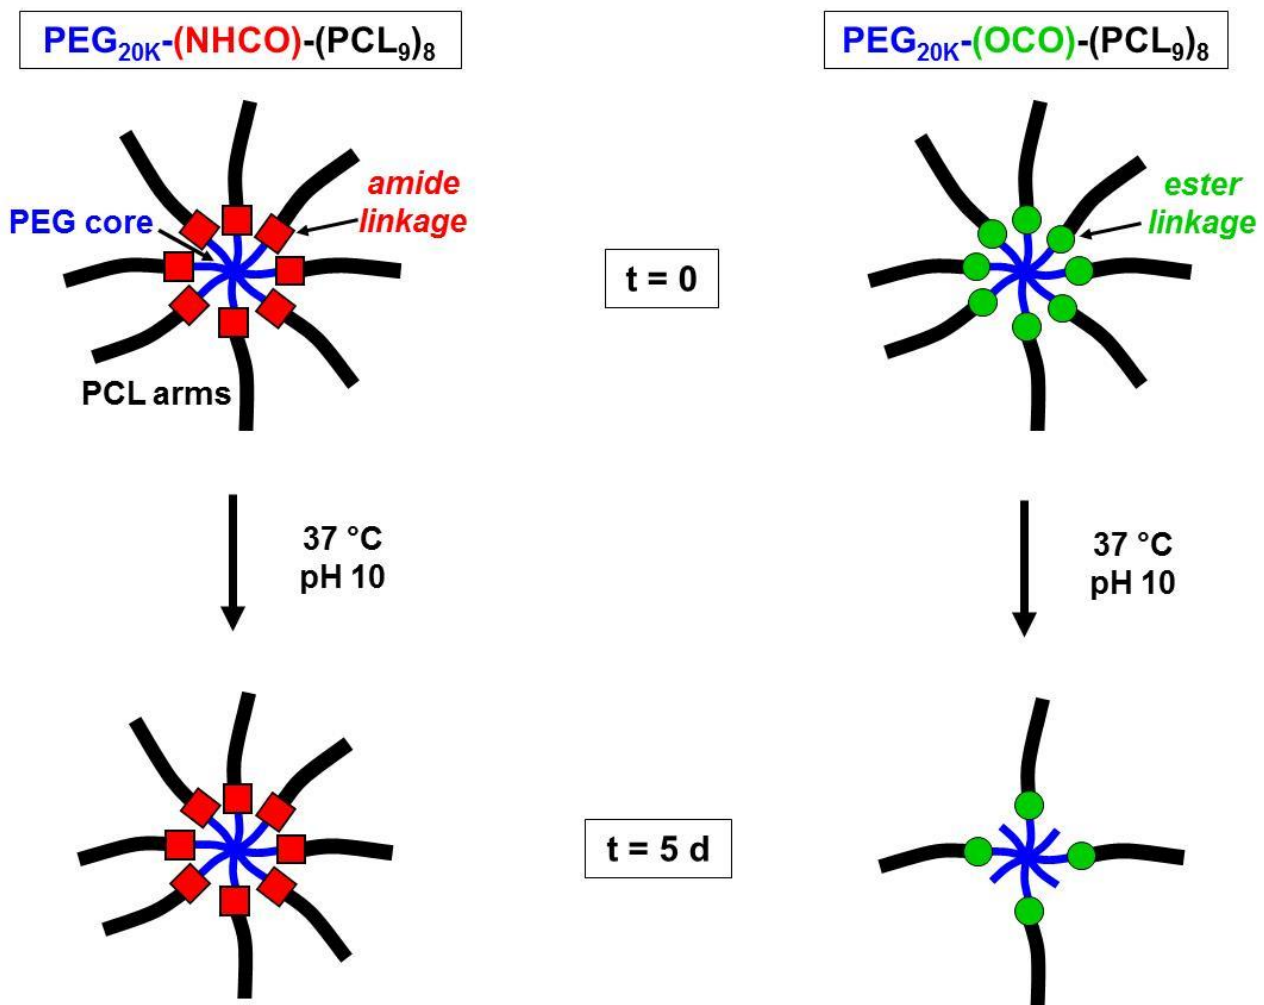 PEG20K-(NHCO)-(PCL9)8
PEG20K-(OCO)-(PCL9)8
amide
linkage
PEG core
PCL arms
ester
linkage
t = 0
37 °C
pH 10
37 °C
pH 10
t = 5 d